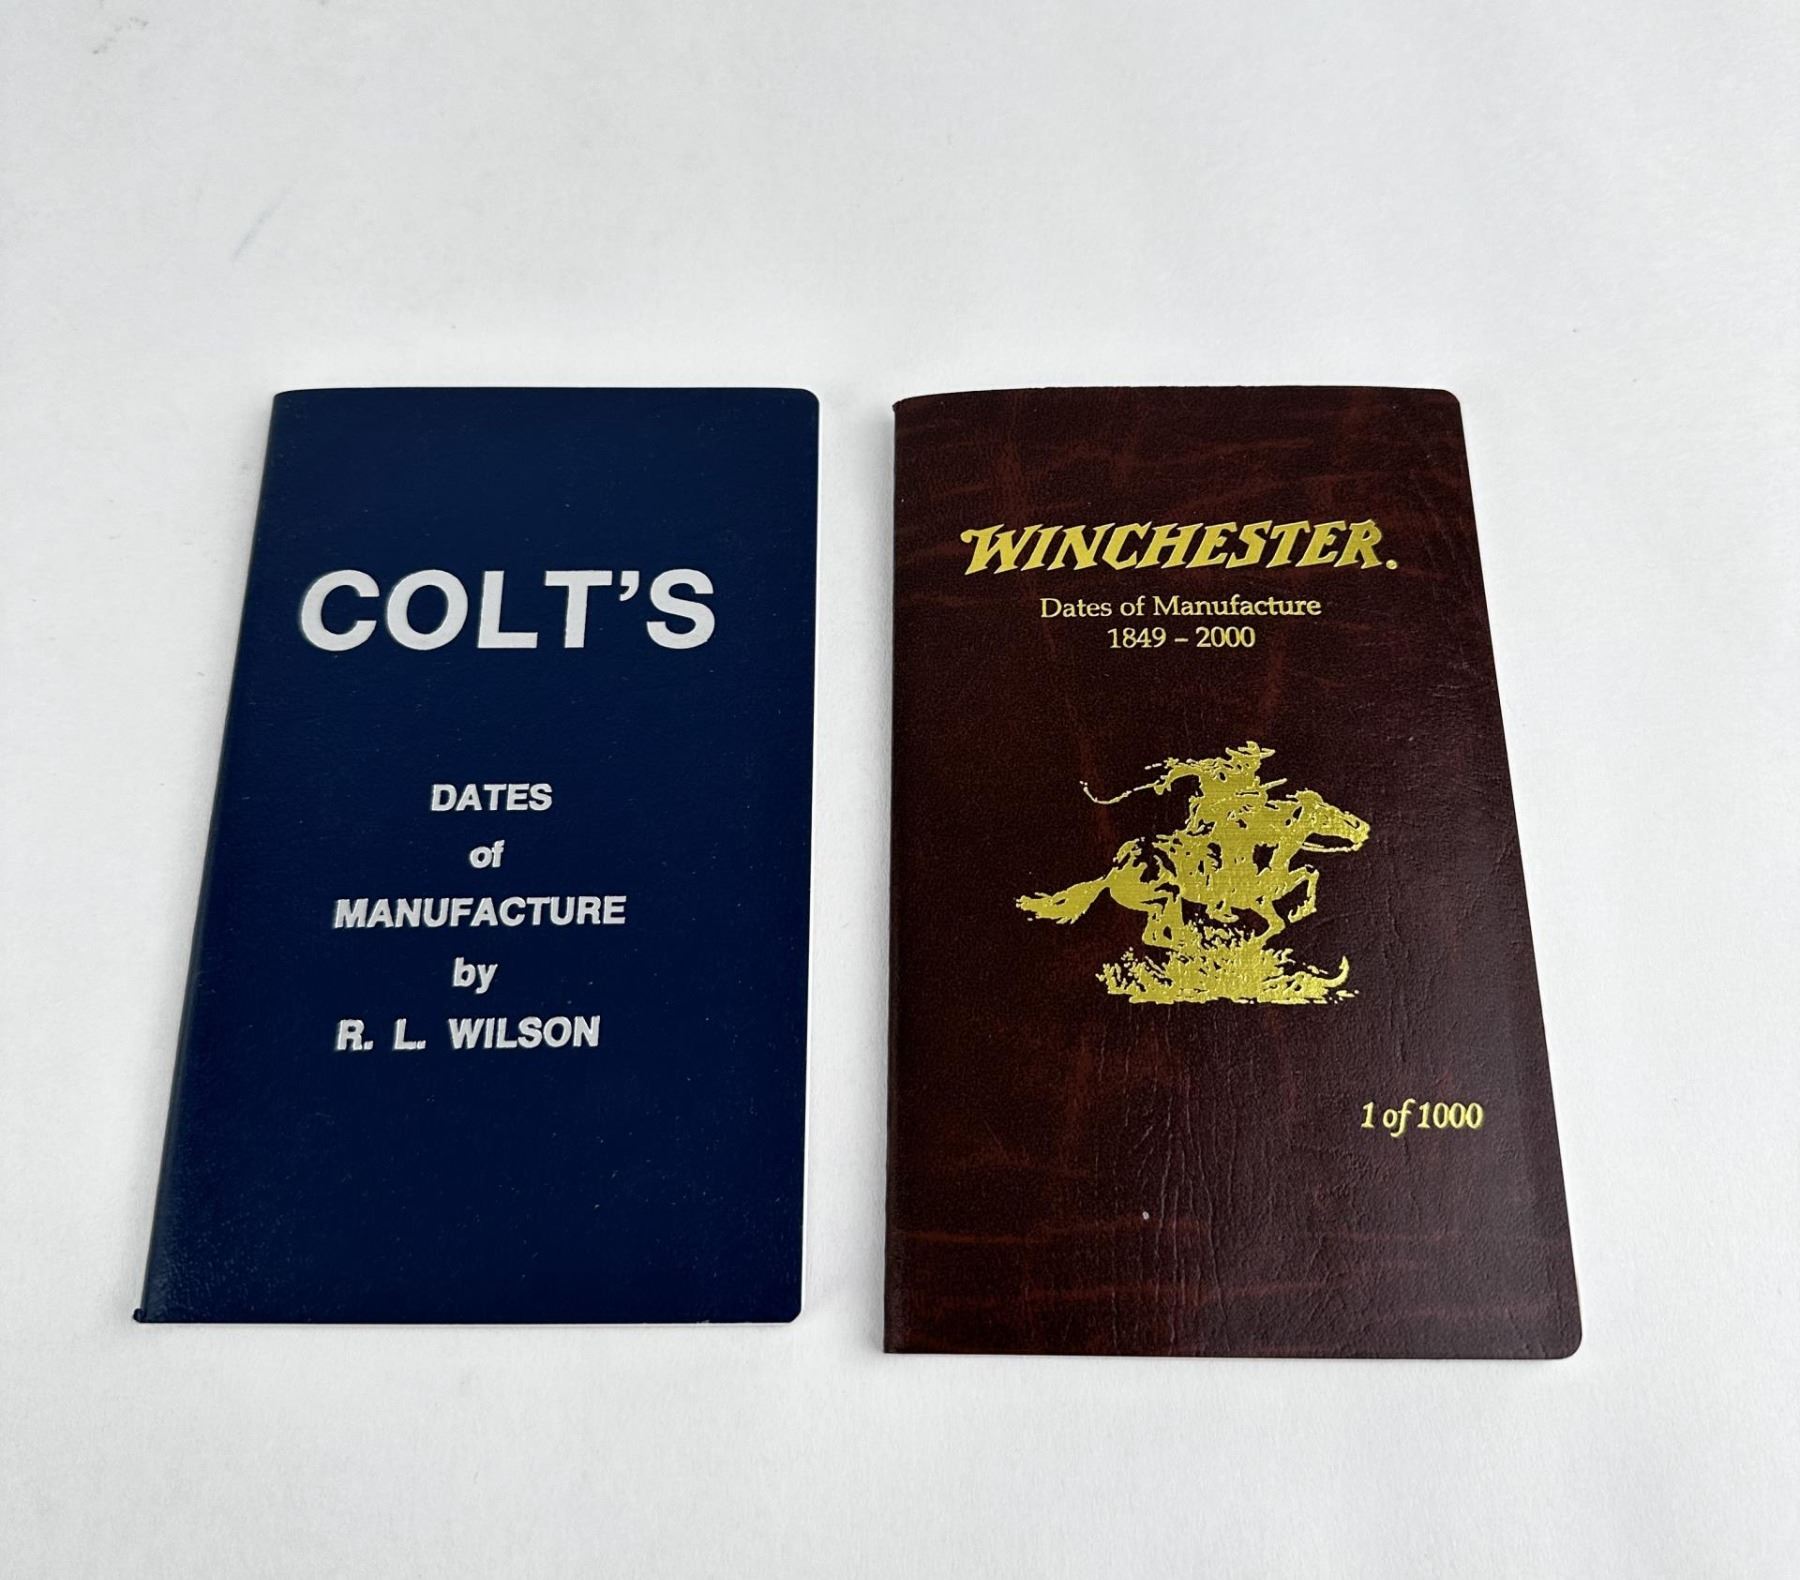 COLT'S
DATES
of
MANUFACTURE
by
R. L. WILSON
WINCHESTER.
Dates of Manufacture
1849 – 2000
1 of 1000